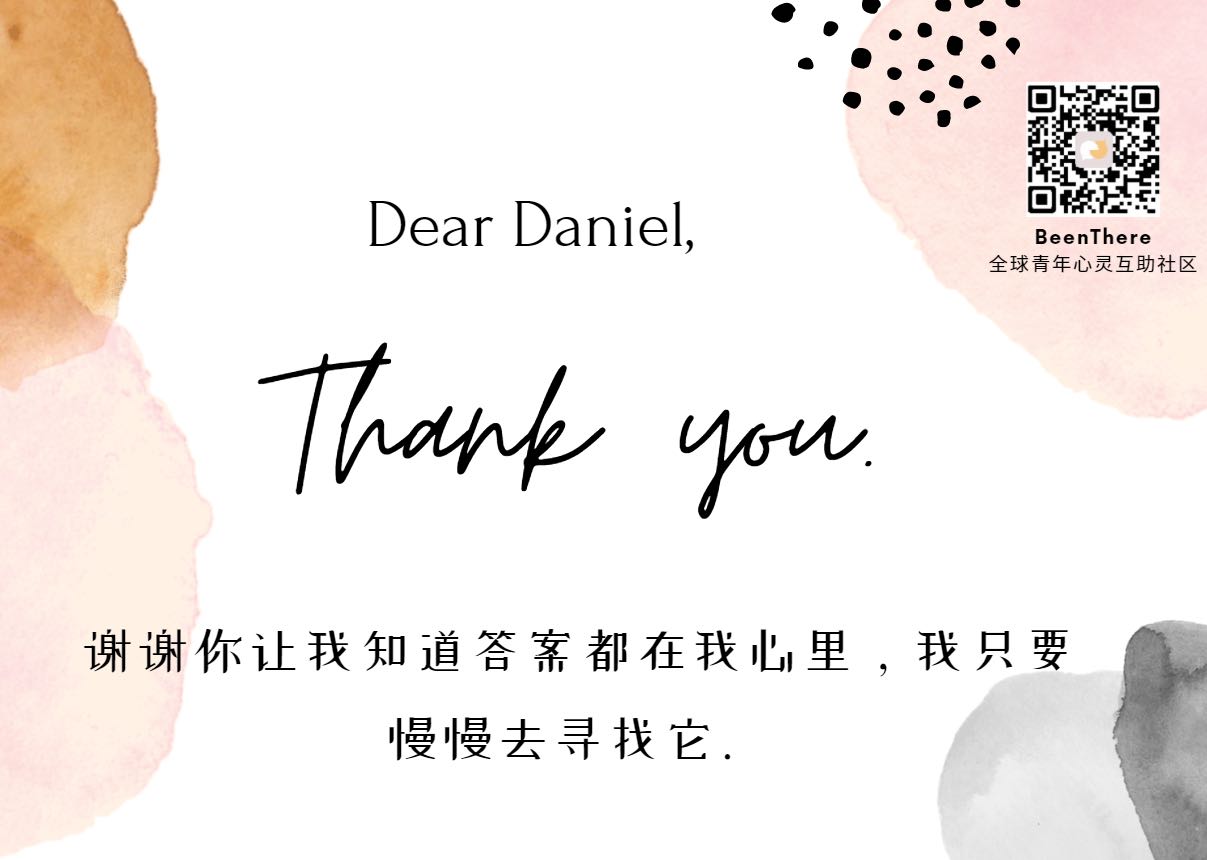 Dear Daniel,
BeenThere
全球青年心灵互助社区
Thank you.
谢谢你让我知道答案都在我心里，我只要
慢慢去寻找它.